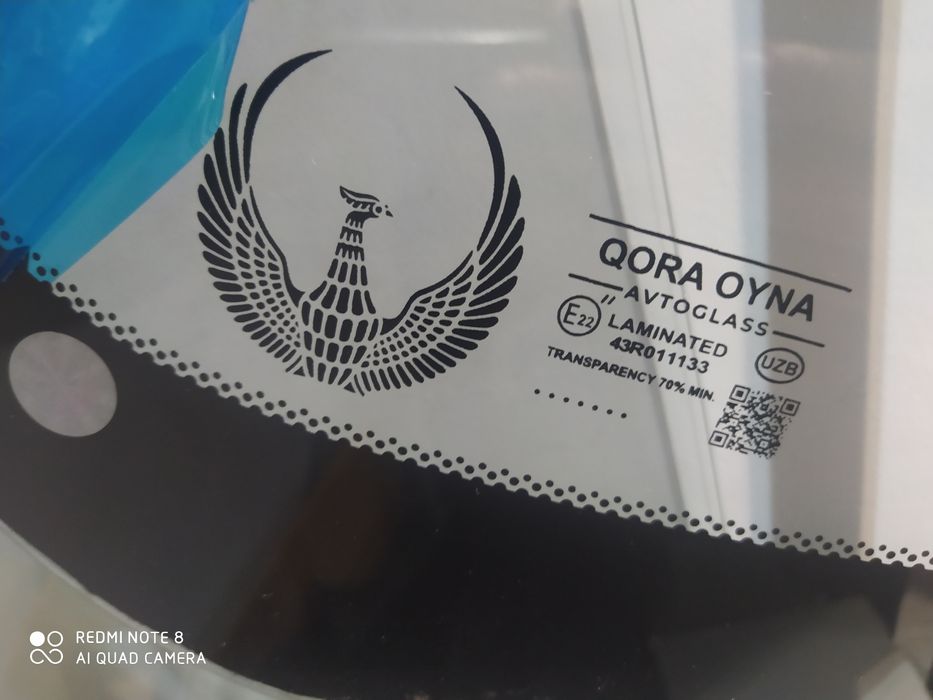 QORA OYNA
AVTOGLASS
E22 " LAMINATED
43R011133 UZB
TRANSPARENCY 70% MIN.
. . . . . . .
REDMI NOTE 8
AI QUAD CAMERA